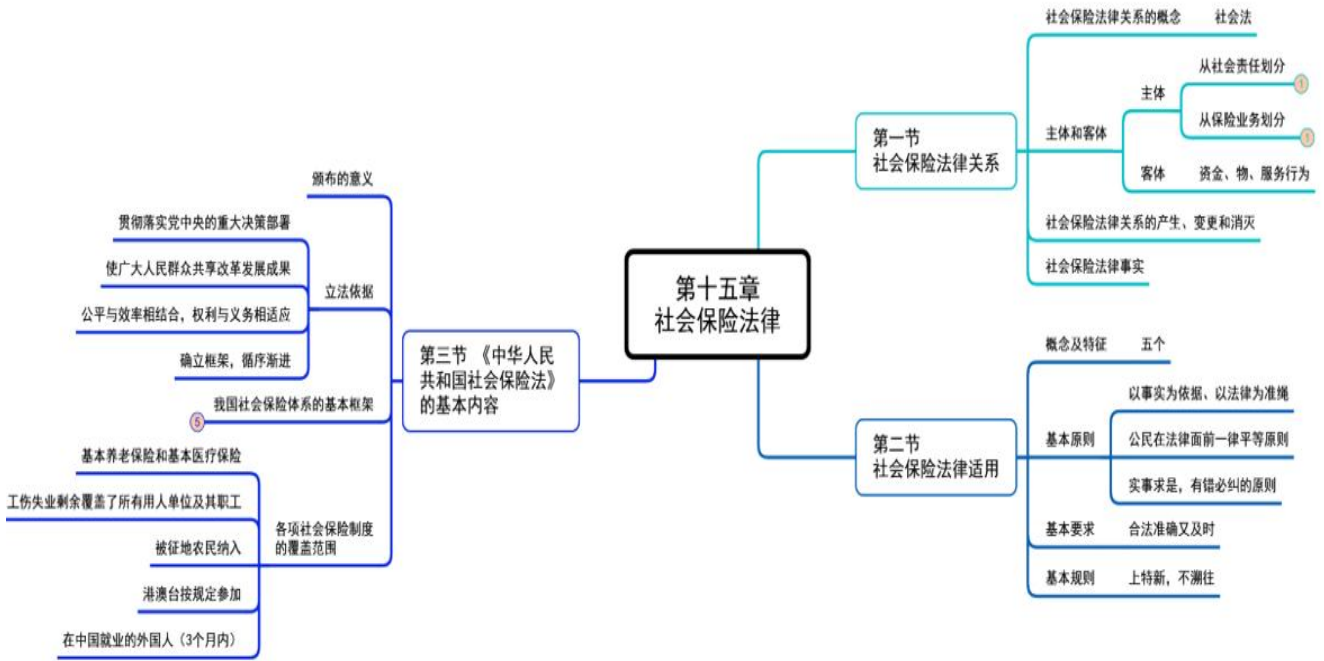 第十五章
社会保险法律
第一节
社会保险法律关系
社会保险法律关系的概念 社会法
主体和客体
主体
从社会责任划分
1
从保险业务划分
1
客体 资金、物、服务行为
社会保险法律关系的产生、变更和消灭
社会保险法律事实
第二节
社会保险法律适用
概念及特征 五个
基本原则
以事实为依据、以法律为准绳
公民在法律面前一律平等原则
实事求是，有错必纠的原则
基本要求 合法准确又及时
基本规则 上特新，不溯往
第三节 《中华人民
共和国社会保险法》
的基本内容
颁布的意义
立法依据
贯彻落实党中央的重大决策部署
使广大人民群众共享改革发展成果
公平与效率相结合，权利与义务相适应
确立框架，循序渐进
我国社会保险体系的基本框架
5
各项社会保险制度
的覆盖范围
基本养老保险和基本医疗保险
工伤失业剩余覆盖了所有用人单位及其职工
被征地农民纳入
港澳台按规定参加
在中国就业的外国人（3个月内）